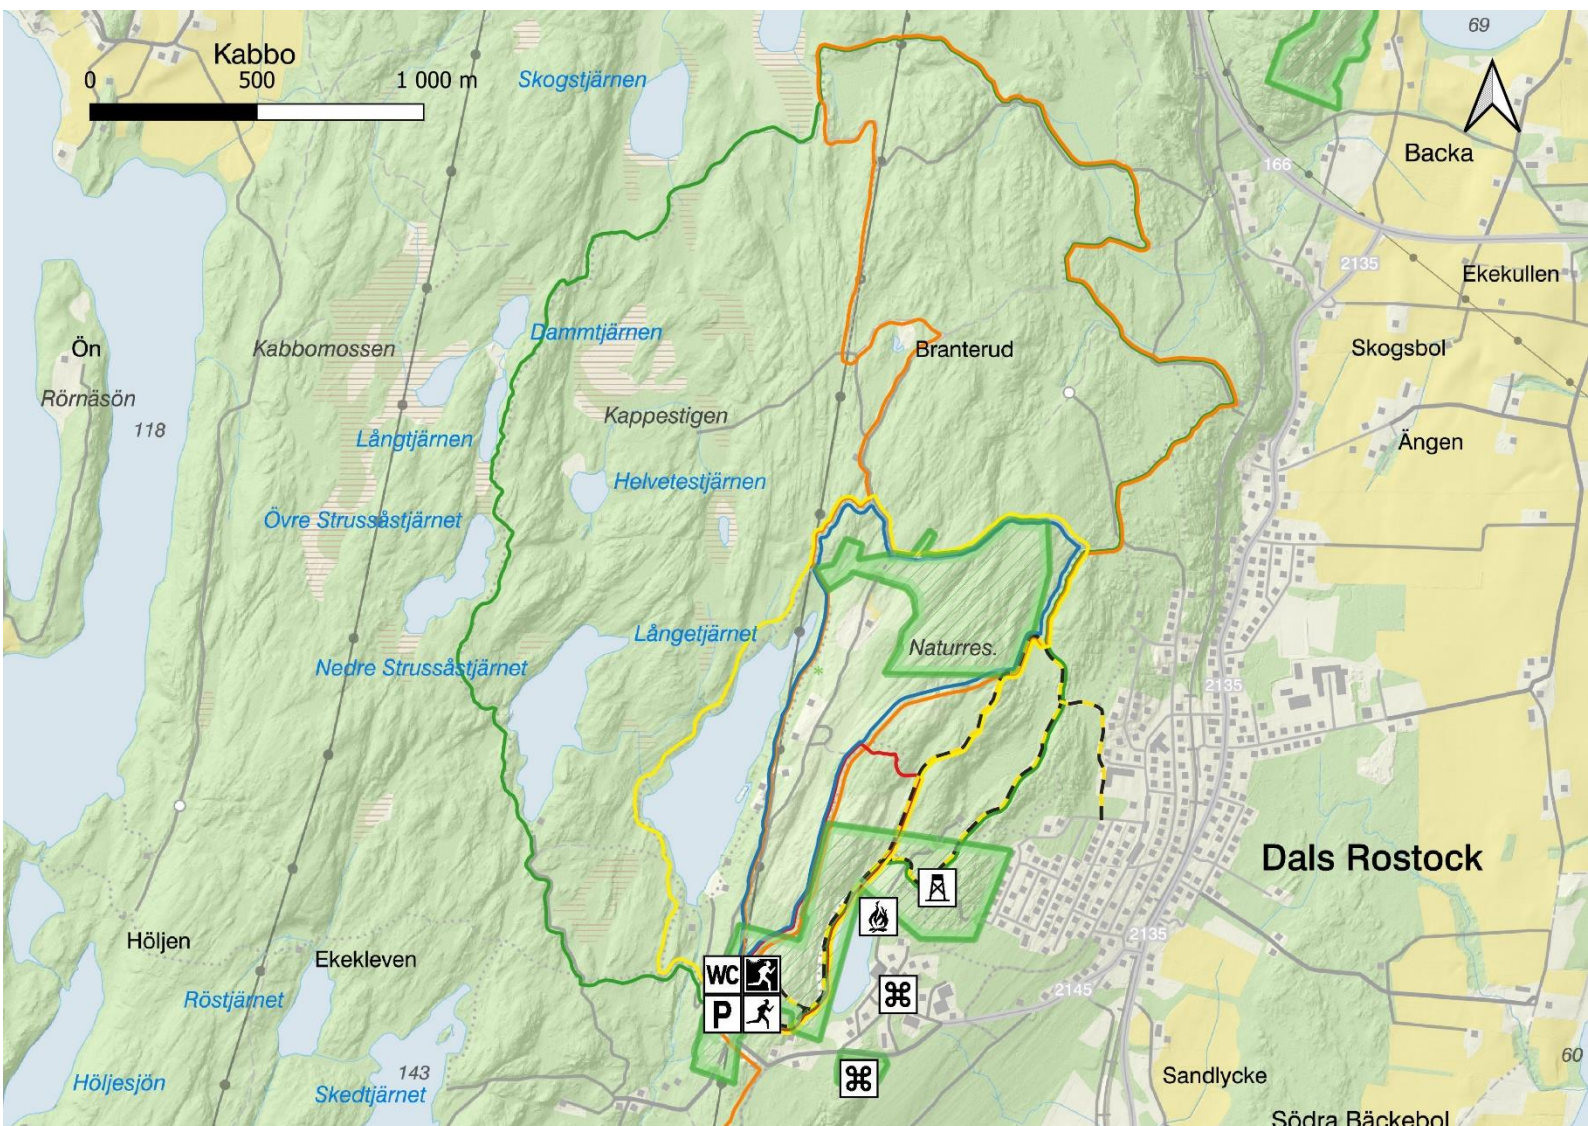 69
Kabbo
0 500 1 000 m
Skogstjärnen
Backa
166
2135
Ekekullen
Dammtjärnen
Ön
Kabbomossen
Branterud
Skogsbol
Rörnäsön
118
Kappestigen
Långtjärnen
Ängen
Helvetestjärnen
Övre Strussåstjärnet
Långetjärnet
Naturres.
Nedre Strussåstjärnet
2135
Dals Rostock
Höljen
2135
Ekekleven
WC
Röstjärnet
2145
P
60
143
Höljesjön
Skedtjärnet
Sandlycke
Södra Bäckebol